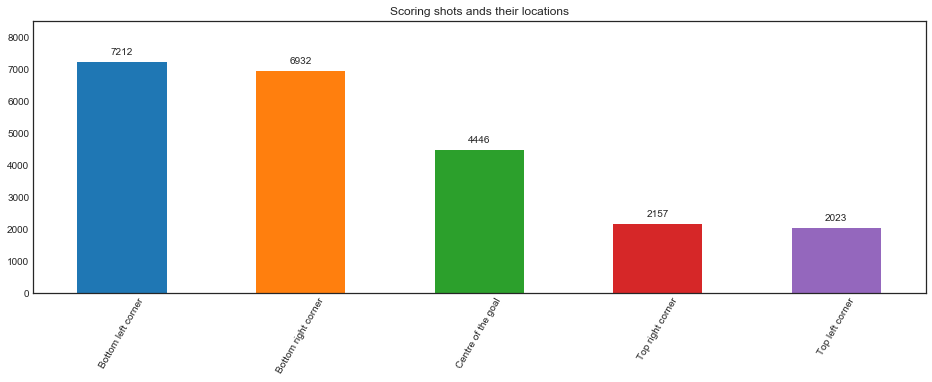 Scoring shots ands their locations
8000
7000
6000
5000
4000
3000
2000
1000
0
7212
6932
4446
2157
2023
Bottom left corner
Bottom right corner
Centre of the goal
Top right corner
Top left corner